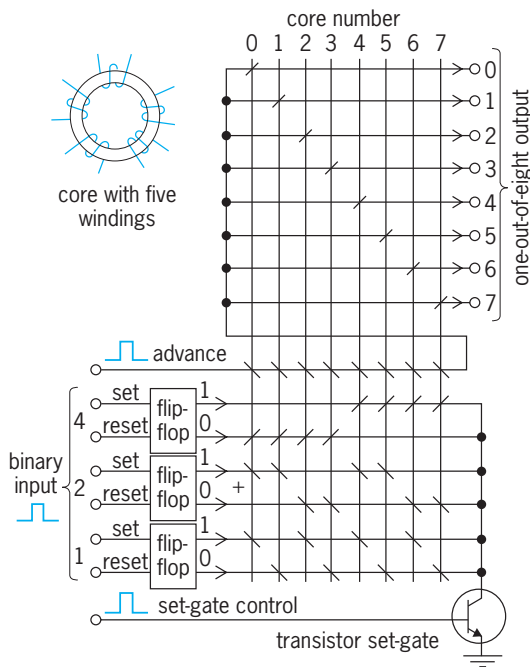 core number
0 1 2 3 4 5 6 7
0
1
2
3
4
5
6
7
one-out-of-eight output
core with five
windings
advance
binary
input
4
set
reset
flip-
flop
1
0
2
set
reset
flip-
flop
1
0
+
1
set
reset
flip-
flop
1
0
set-gate control
transistor set-gate